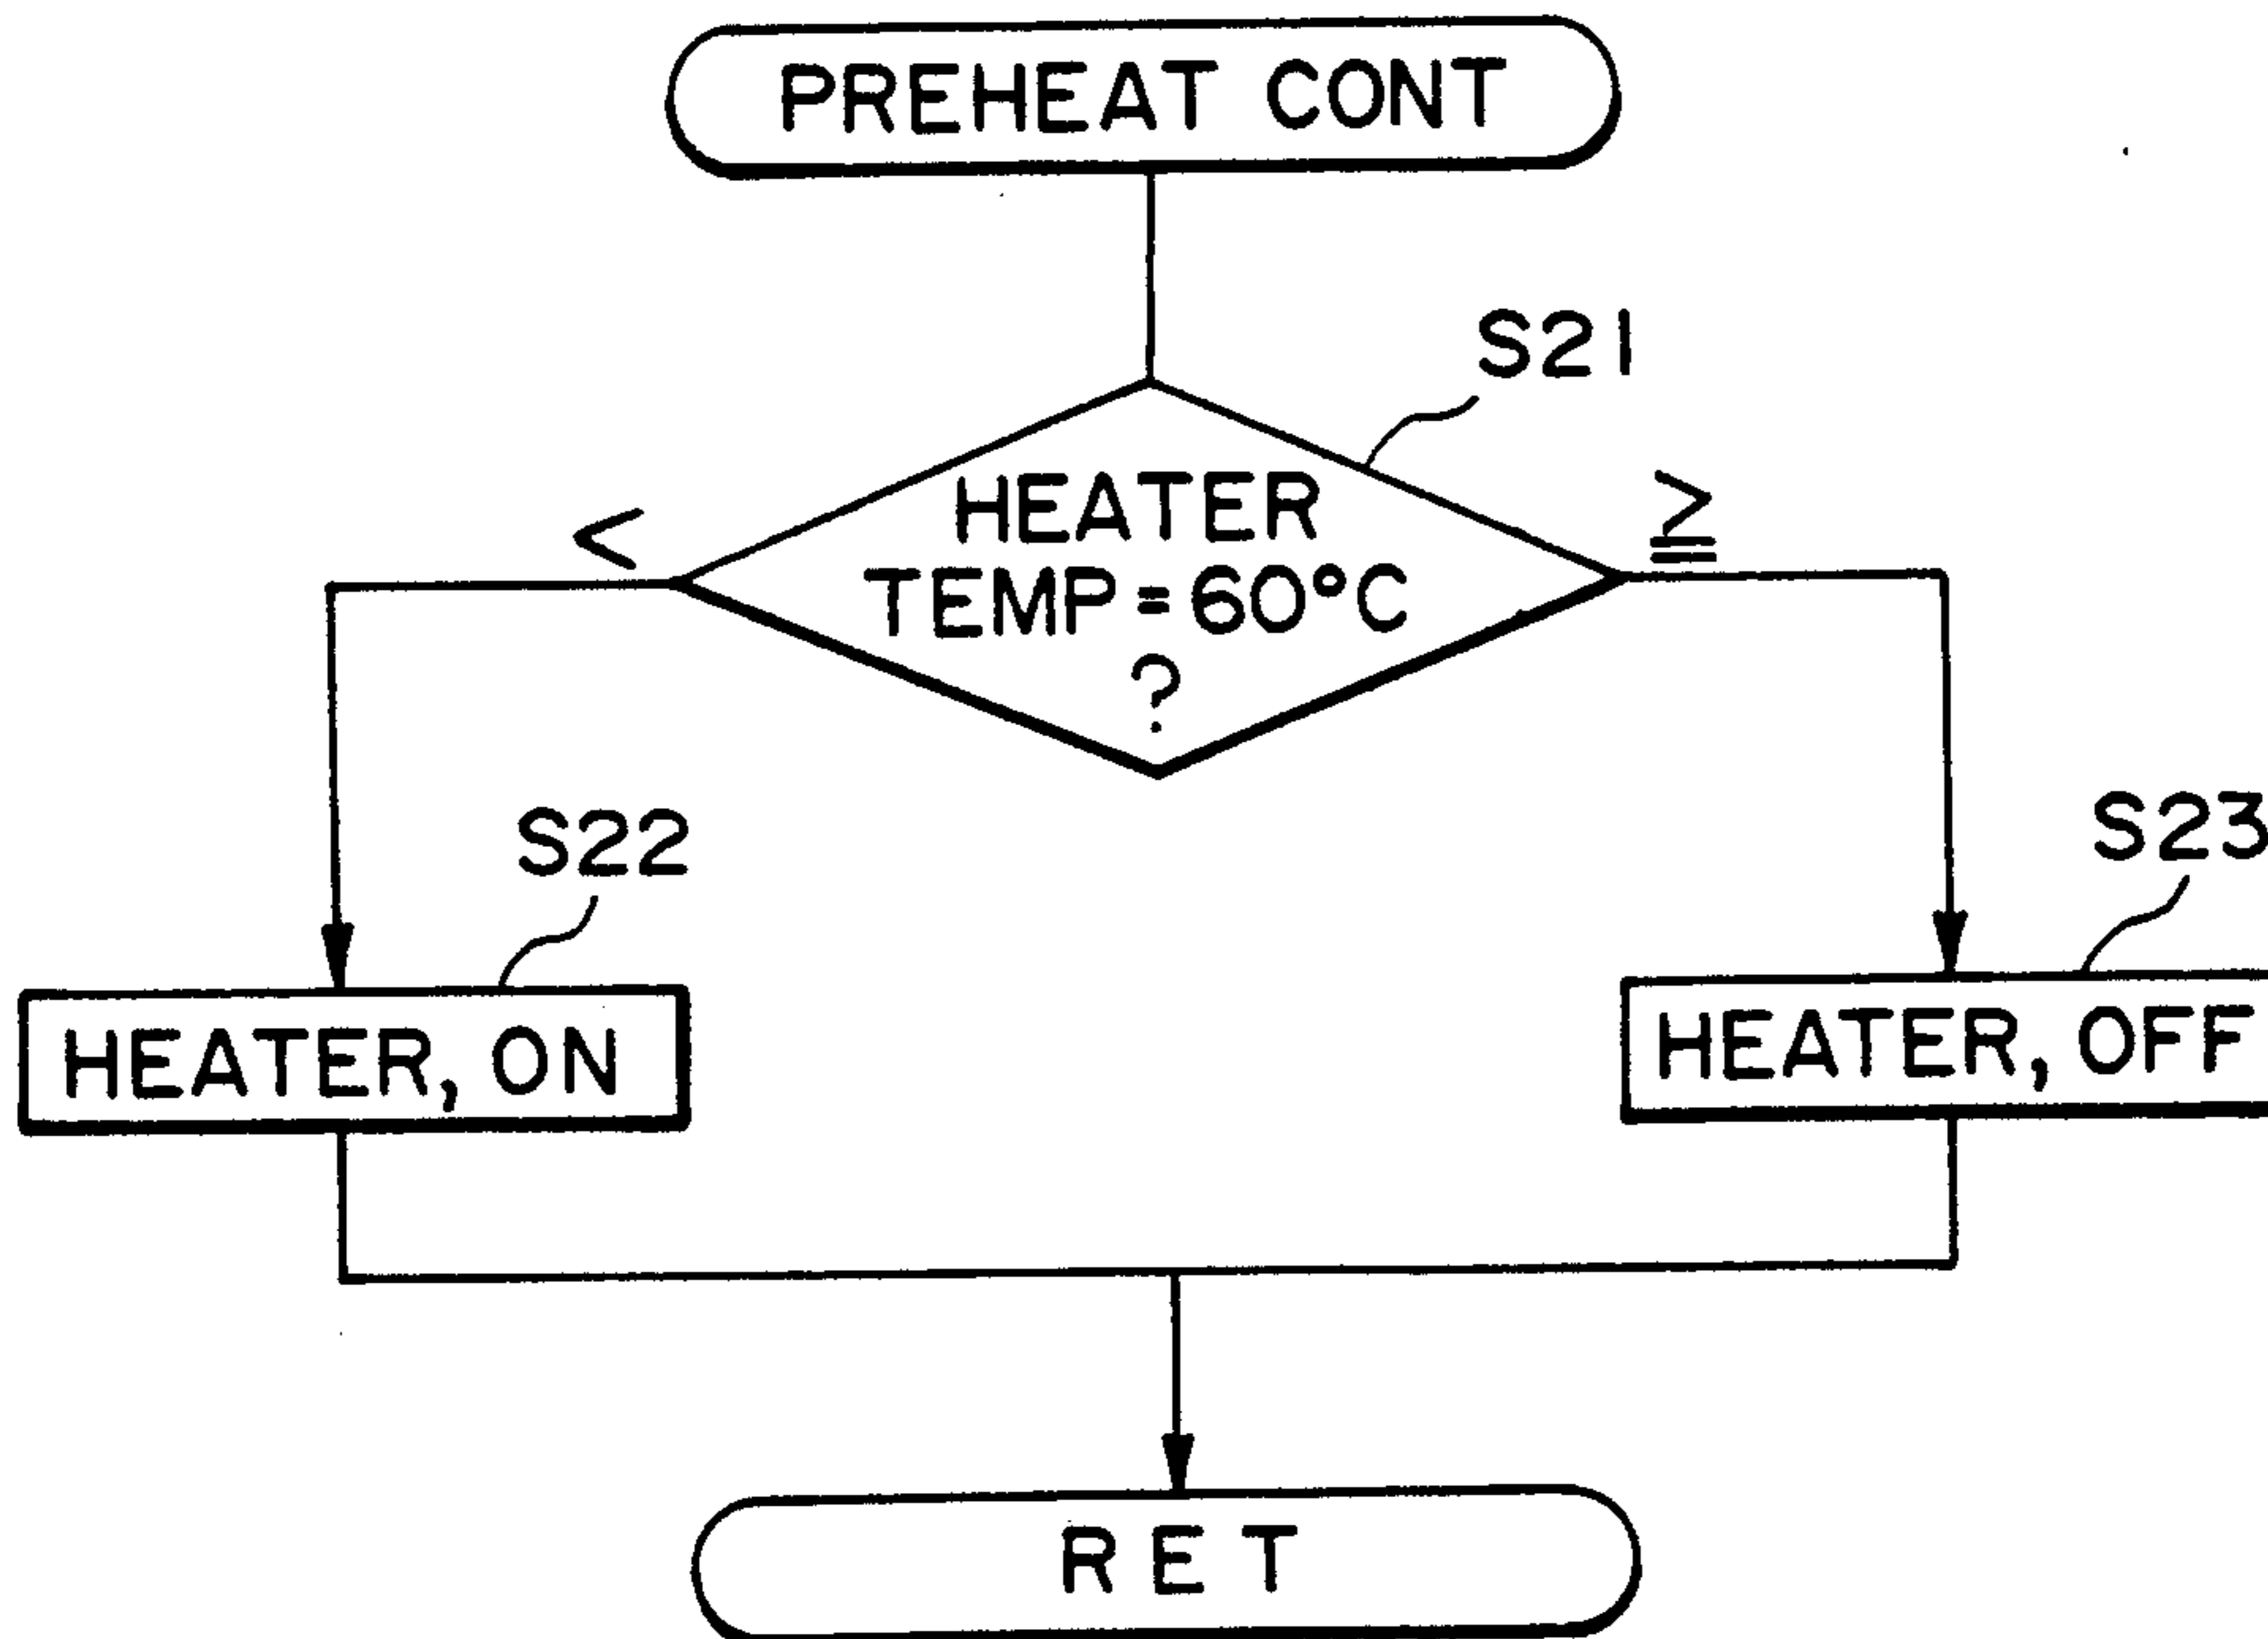 PREHEAT CONT
S21
<
HEATER
TEMP=60°C
?
≧
S22
S23
HEATER, ON
HEATER, OFF
RET